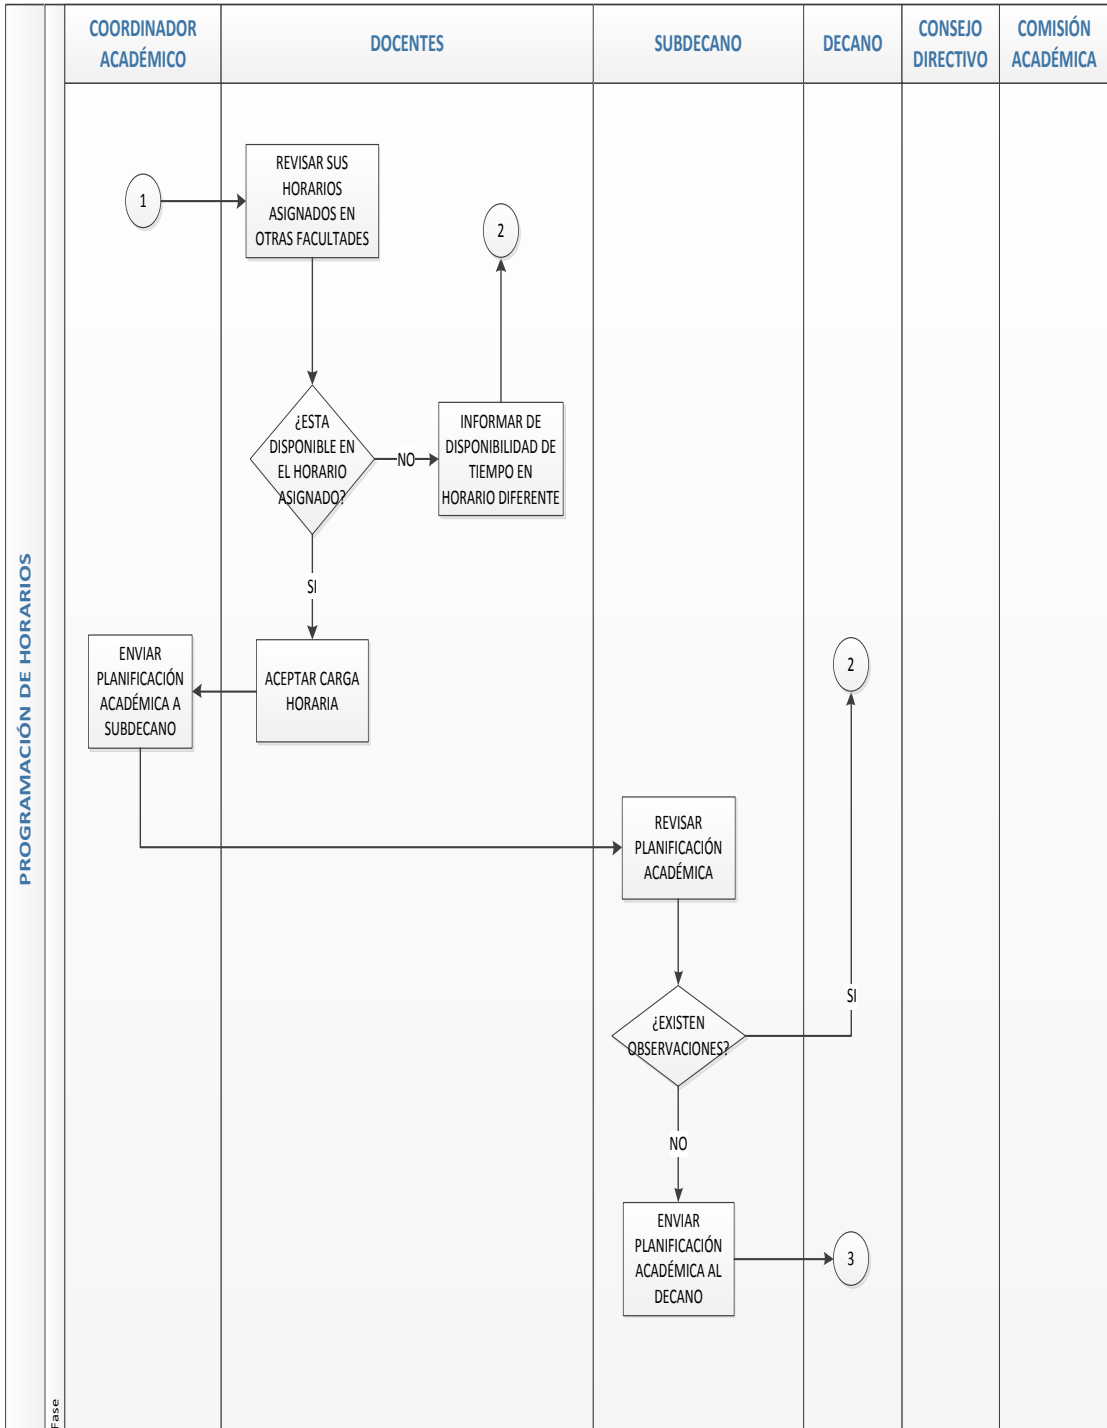 PROGRAMACIÓN DE HORARIOS
Fase
COORDINADOR
ACADÉMICO
DOCENTES
SUBDECANO
DECANO
CONSEJO
DIRECTIVO
COMISIÓN
ACADÉMICA
1
REVISAR SUS
HORARIOS
ASIGNADOS EN
OTRAS FACULTADES
2
¿ESTA
DISPONIBLE EN
EL HORARIO
ASIGNADO?
NO
INFORMAR DE
DISPONIBILIDAD DE
TIEMPO EN
HORARIO DIFERENTE
SI
ENVIAR
PLANIFICACIÓN
ACADÉMICA A
SUBDECANO
ACEPTAR CARGA
HORARIA
2
REVISAR
PLANIFICACIÓN
ACADÉMICA
SI
¿EXISTEN
OBSERVACIONES?
NO
ENVIAR
PLANIFICACIÓN
ACADÉMICA AL
DECANO
3